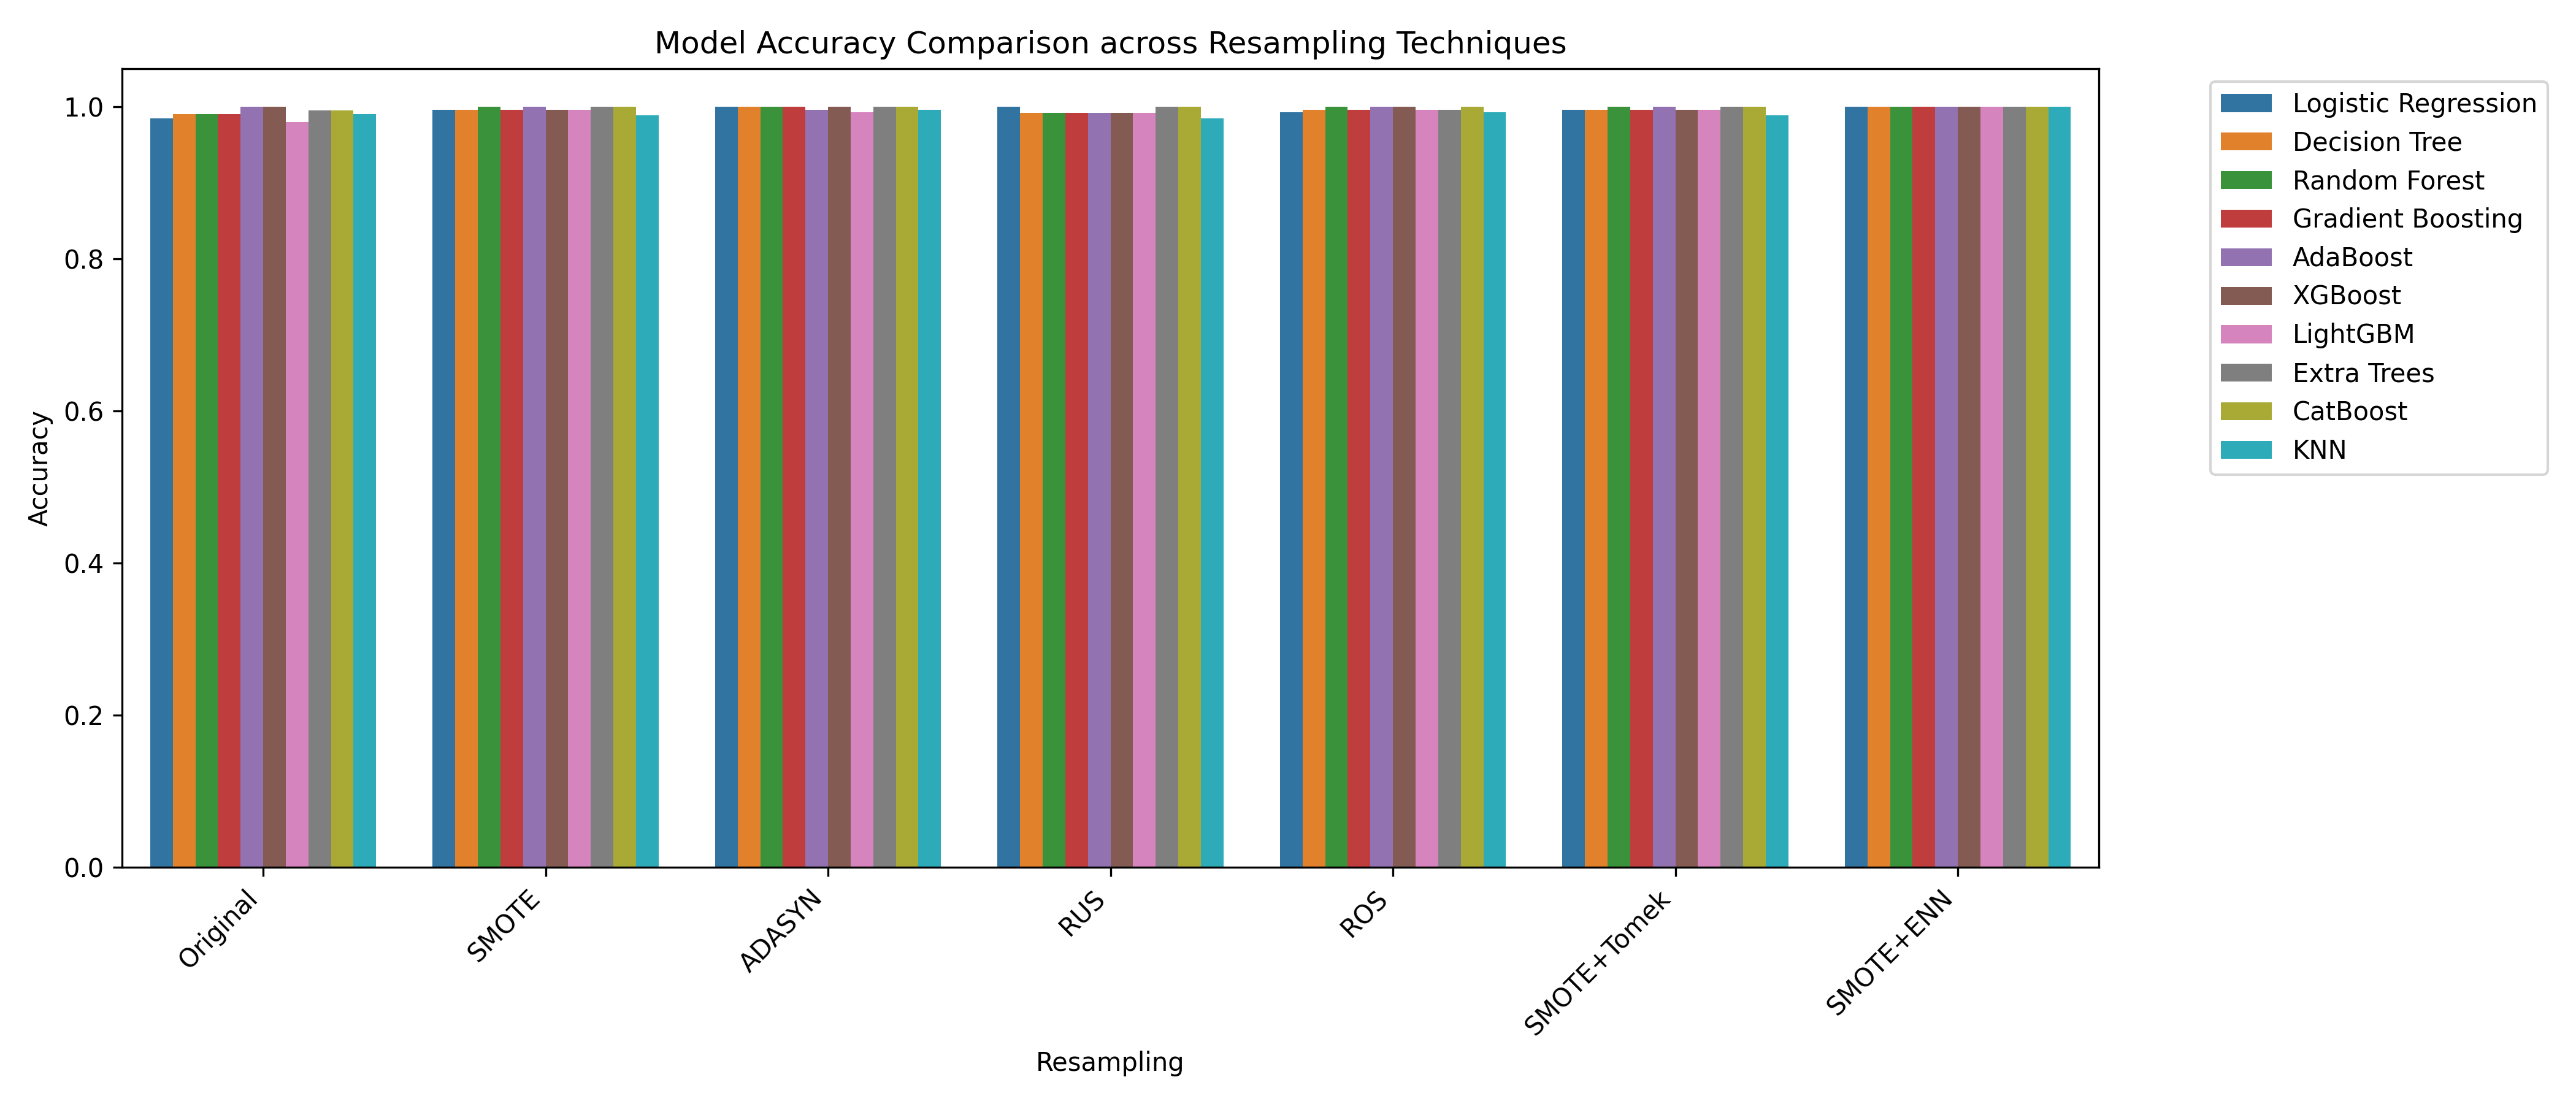 Model Accuracy Comparison across Resampling Techniques
1.0
0.8
0.6
0.4
0.2
0.0
Accuracy
Original
SMOTE
ADASYN
RUS
ROS
SMOTE+Tomek
SMOTE+ENN
Resampling
Logistic Regression
Decision Tree
Random Forest
Gradient Boosting
AdaBoost
XGBoost
LightGBM
Extra Trees
CatBoost
KNN